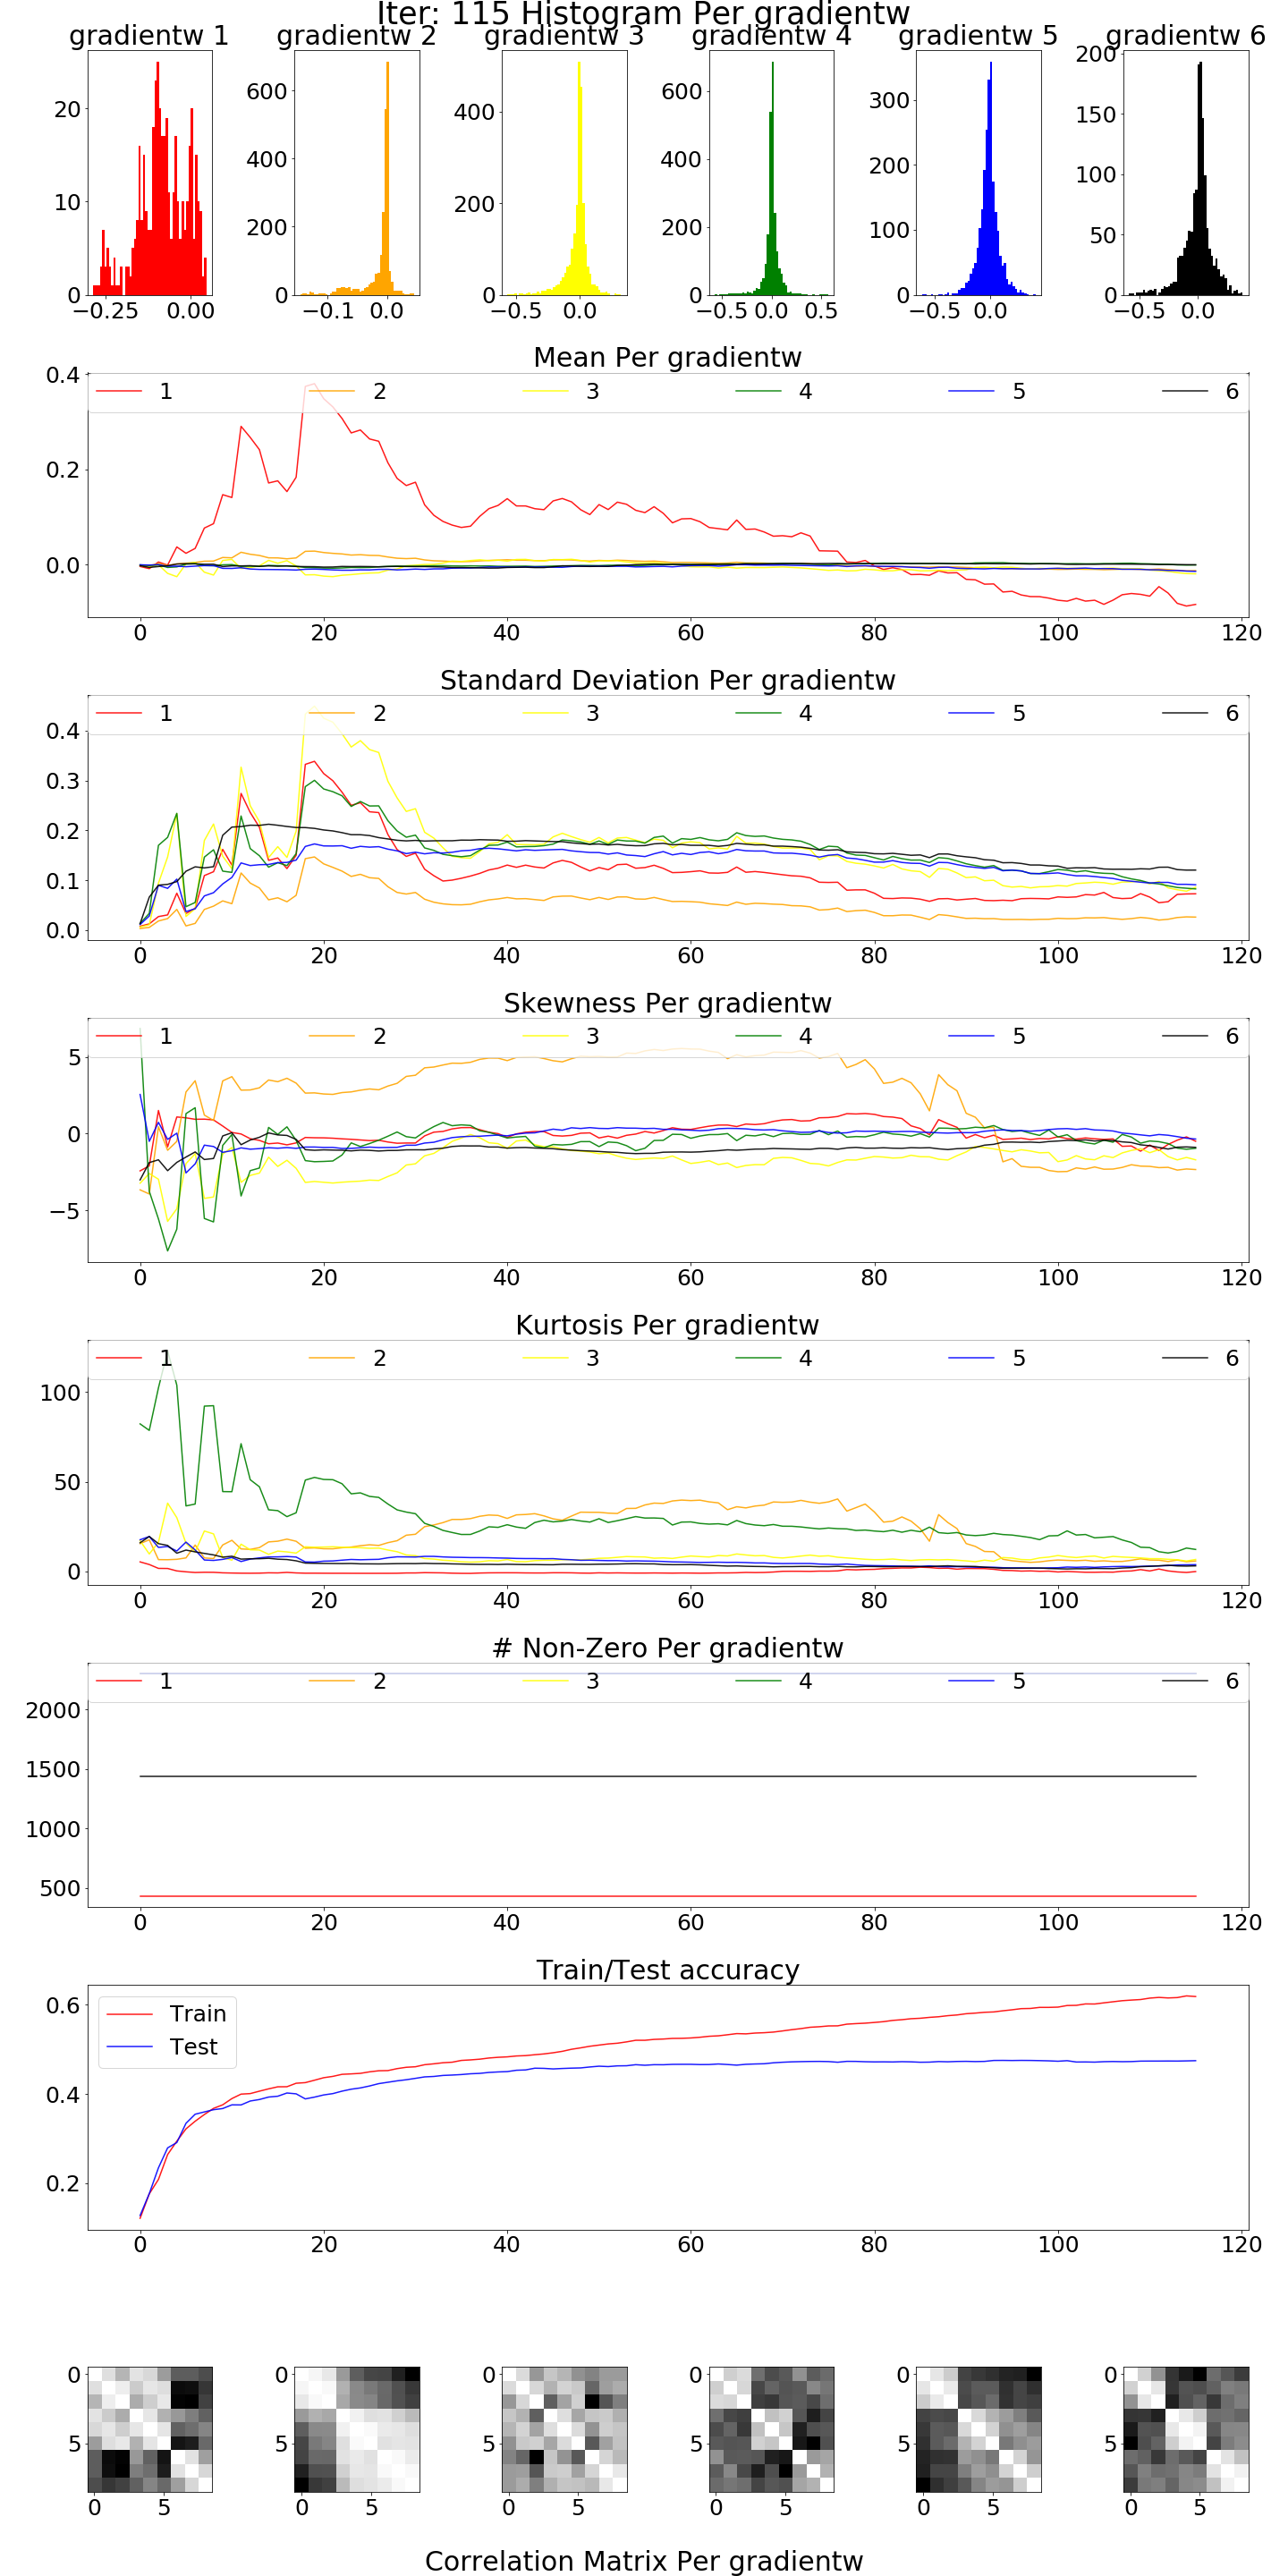 Iter: 115 Histogram Per gradientw
gradientw 1 gradientw 2 gradientw 3 gradientw 4 gradientw 5 gradientw 6
20
10
0
−0.25 0.00
600
400
200
0
−0.1 0.0
400
200
0
−0.5 0.0
600
400
200
0
−0.5 0.0 0.5
300
200
100
0
−0.5 0.0
200
150
100
50
0
−0.5 0.0
Mean Per gradientw
1 2 3 4 5 6
0.4
0.2
0.0
0 20 40 60 80 100 120
Standard Deviation Per gradientw
1 2 3 4 5 6
0.4
0.3
0.2
0.1
0.0
0 20 40 60 80 100 120
Skewness Per gradientw
1 2 3 4 5 6
5
0
−5
0 20 40 60 80 100 120
Kurtosis Per gradientw
1 2 3 4 5 6
100
50
0
0 20 40 60 80 100 120
# Non-Zero Per gradientw
1 2 3 4 5 6
2000
1500
1000
500
0 20 40 60 80 100 120
Train/Test accuracy
Train
Test
0.6
0.4
0.2
0 20 40 60 80 100 120
0 0 0 0 0 0
5 5 5 5 5 5
0 5 0 5 0 5 0 5 0 5 0 5
Correlation Matrix Per gradientw